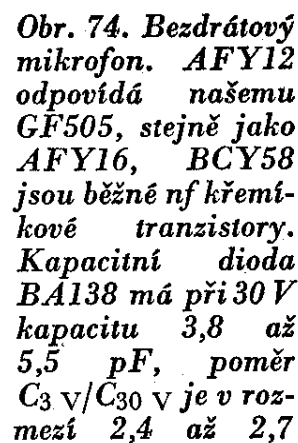 Obr. 74. Bezdrátový
mikrofon. AFY12
odpovídá našemu
GF505, stejně jako
AFY16, BCY58
jsou běžné nf křemí-
kové tranzistory.
Kapacitní dioda
BA138 má při 30 V
kapacitu 3,8 až
5,5 pF, poměr
C3 V/C30 V je v roz-
mezí 2,4 až 2,7